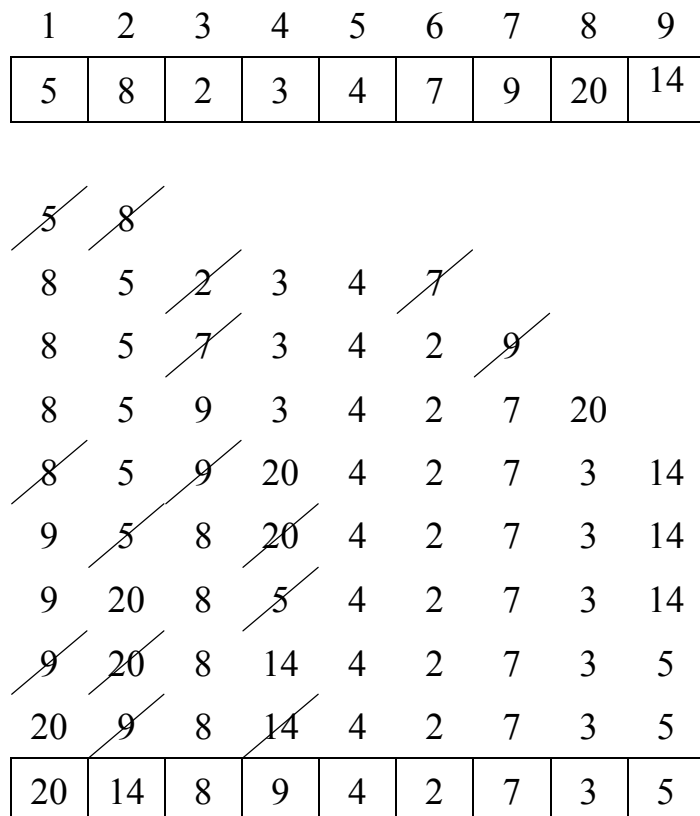 1 2 3 4 5 6 7 8 9
5 8 2 3 4 7 9 20 14
5 8
8 5 2 3 4 7
8 5 7 3 4 2 9
8 5 9 3 4 2 7 20
8 5 9 20 4 2 7 3 14
9 5 8 20 4 2 7 3 14
9 20 8 5 4 2 7 3 14
9 20 8 14 4 2 7 3 5
20 9 8 14 4 2 7 3 5
20 14 8 9 4 2 7 3 5